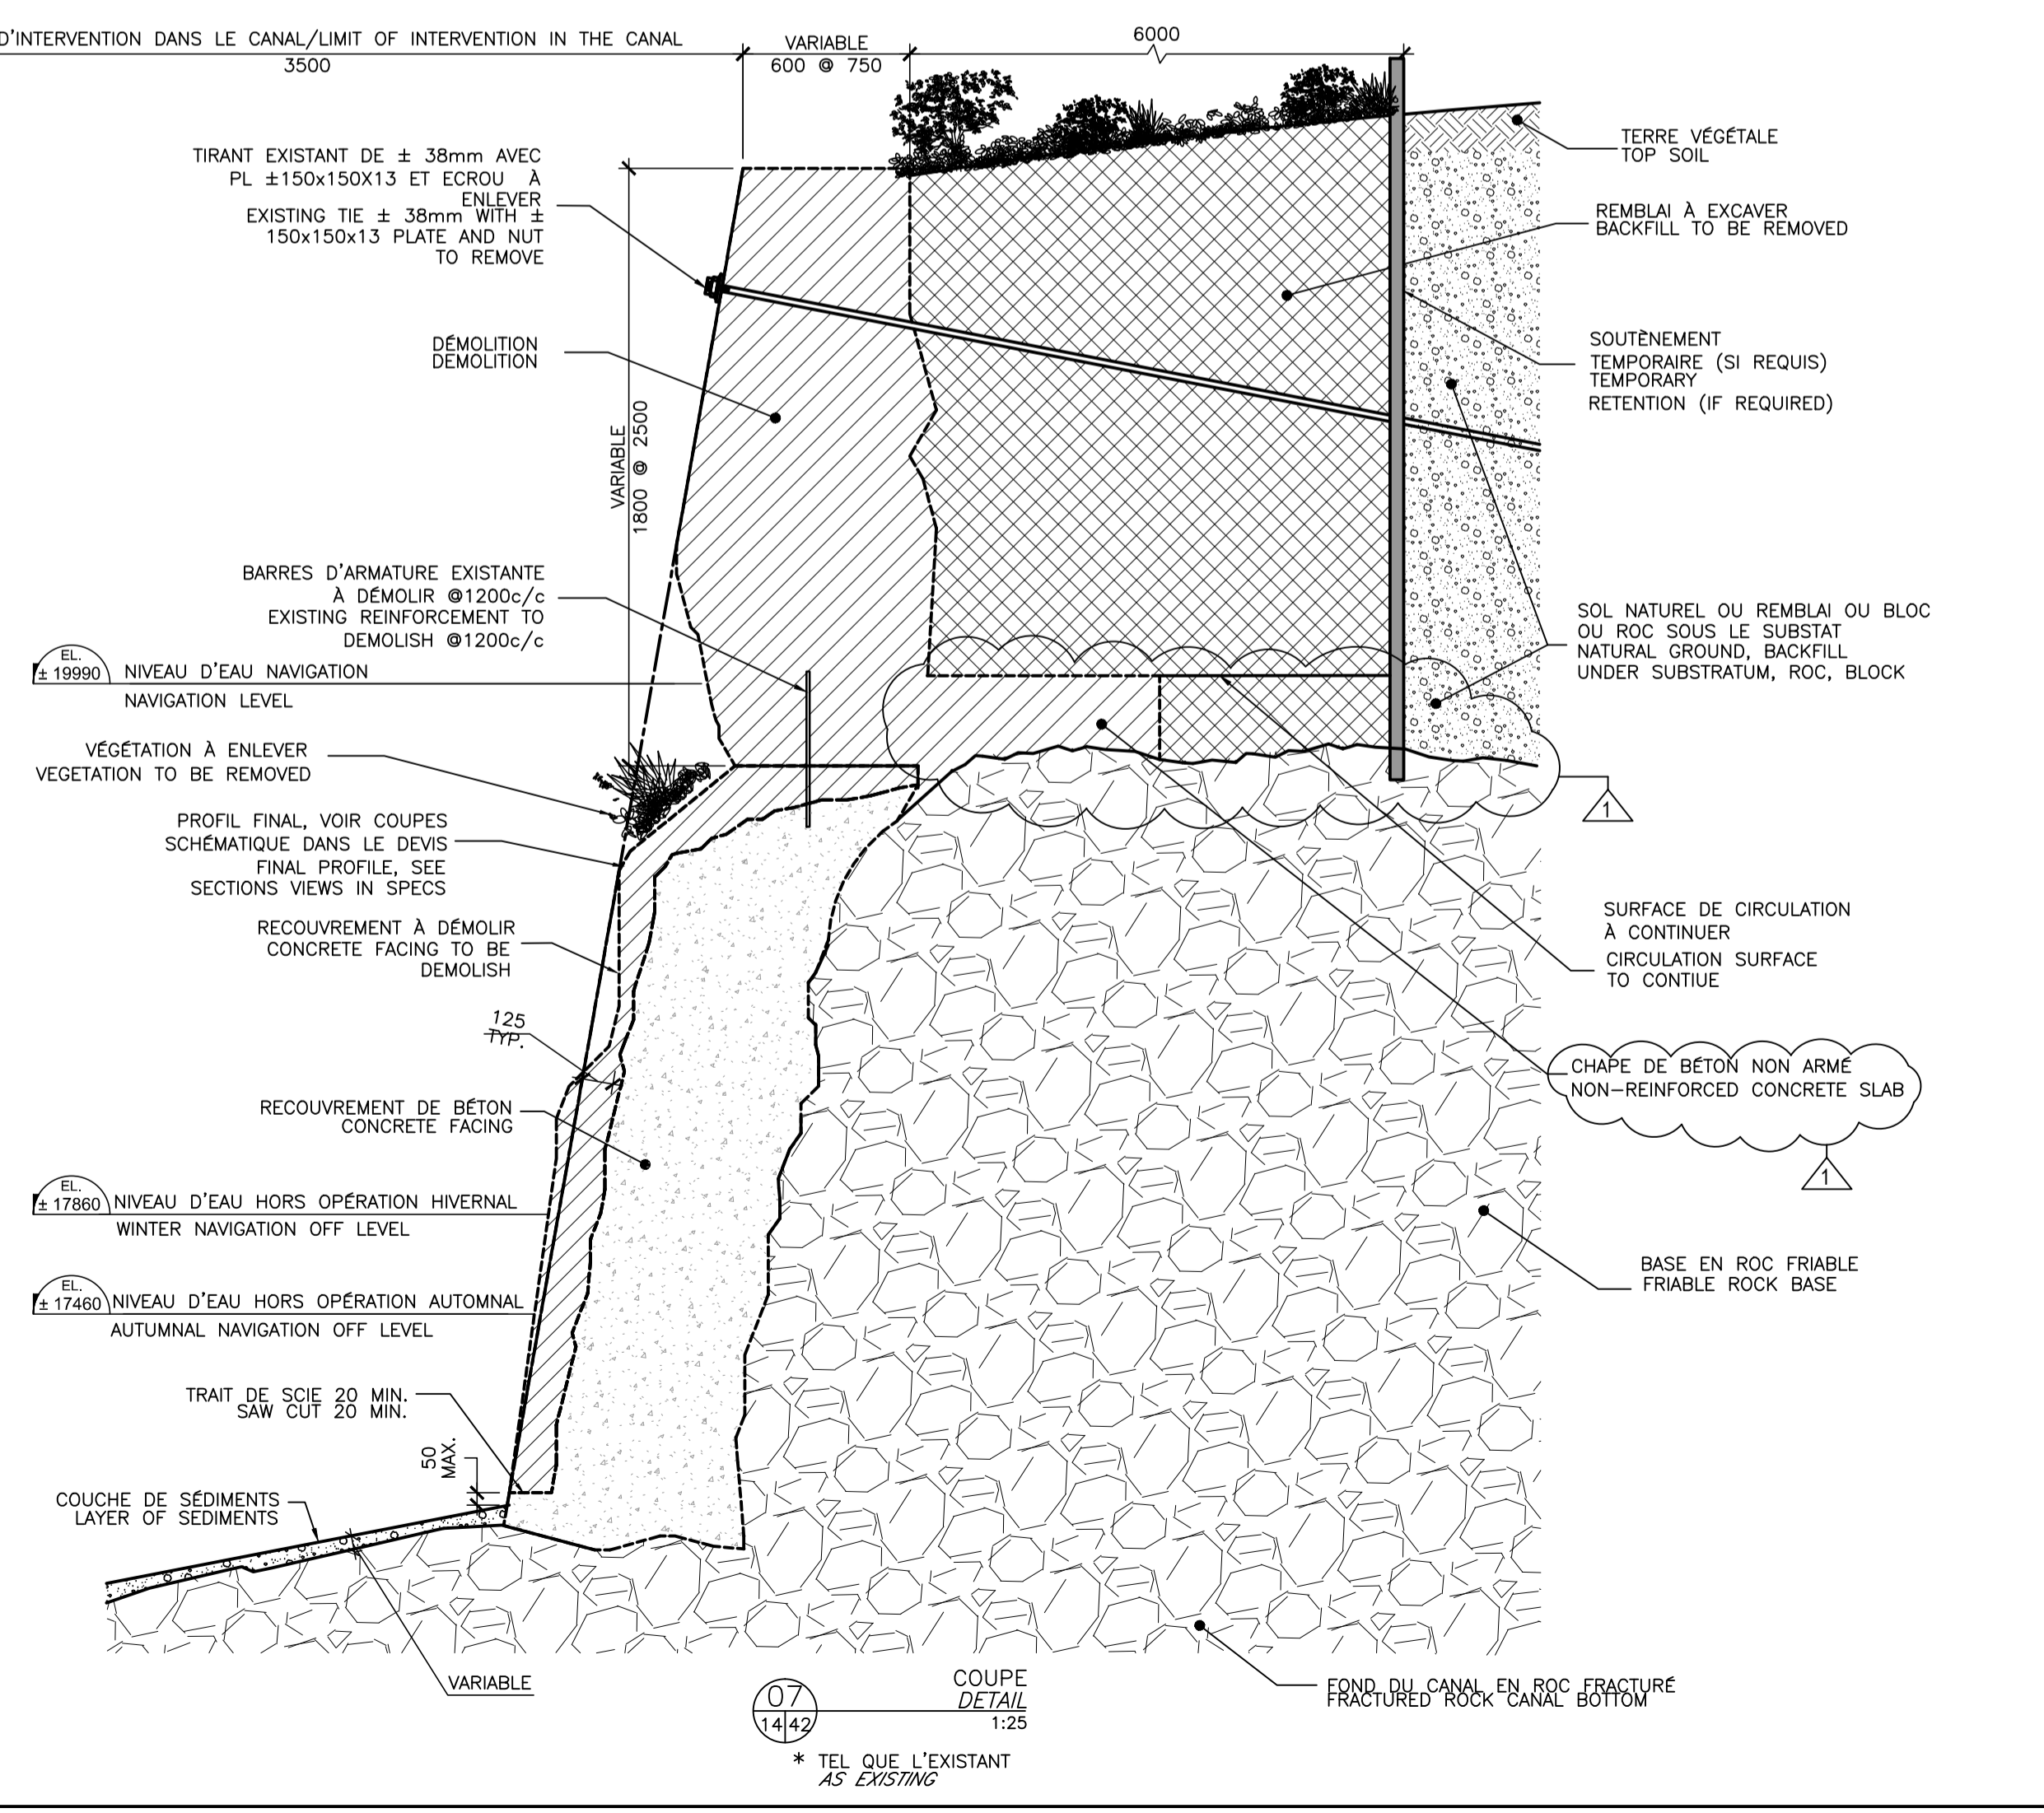 D'INTERVENTION DANS LE CANAL/LIMIT OF INTERVENTION IN THE CANAL
3500
VARIABLE
600 @ 750
6000
TIRANT EXISTANT DE ± 38mm AVEC
PL ±150x150X13 ET ECROU À
ENLEVER
EXISTING TIE ± 38mm WITH ±
150x150x13 PLATE AND NUT
TO REMOVE
TERRE VÉGÉTALE
TOP SOIL
REMBLAI À EXCAVER
BACKFILL TO BE REMOVED
DÉMOLITION
DEMOLITION
SOUTÈNEMENT
TEMPORAIRE (SI REQUIS)
TEMPORARY
RETENTION (IF REQUIRED)
VARIABLE
1800 @ 2500
BARRES D'ARMATURE EXISTANTE
À DÉMOLIR @1200c/c
EXISTING REINFORCEMENT TO
DEMOLISH @1200c/c
SOL NATUREL OU REMBLAI OU BLOC
OU ROC SOUS LE SUBSTAT
NATURAL GROUND, BACKFILL
UNDER SUBSTRATUM, ROC, BLOCK
EL.
± 19990
NIVEAU D'EAU NAVIGATION
NAVIGATION LEVEL
VÉGÉTATION À ENLEVER
VEGETATION TO BE REMOVED
1
PROFIL FINAL, VOIR COUPES
SCHÉMATIQUE DANS LE DEVIS
FINAL PROFILE, SEE
SECTIONS VIEWS IN SPECS
SURFACE DE CIRCULATION
À CONTINUER
CIRCULATION SURFACE
TO CONTIUE
RECOUVREMENT À DÉMOLIR
CONCRETE FACING TO BE
DEMOLISH
125
TYP.
CHAPE DE BÉTON NON ARMÉ
NON-REINFORCED CONCRETE SLAB
1
RECOUVREMENT DE BÉTON
CONCRETE FACING
EL.
± 17860
NIVEAU D'EAU HORS OPÉRATION HIVERNAL
WINTER NAVIGATION OFF LEVEL
BASE EN ROC FRIABLE
FRIABLE ROCK BASE
EL.
± 17460
NIVEAU D'EAU HORS OPÉRATION AUTOMNAL
AUTUMNAL NAVIGATION OFF LEVEL
TRAIT DE SCIE 20 MIN.
SAW CUT 20 MIN.
50
MAX.
COUCHE DE SÉDIMENTS
LAYER OF SEDIMENTS
VARIABLE
FOND DU CANAL EN ROC FRACTURÉ
FRACTURED ROCK CANAL BOTTOM
07
14 42
COUPE
DETAIL
1:25
* TEL QUE L'EXISTANT
AS EXISTING